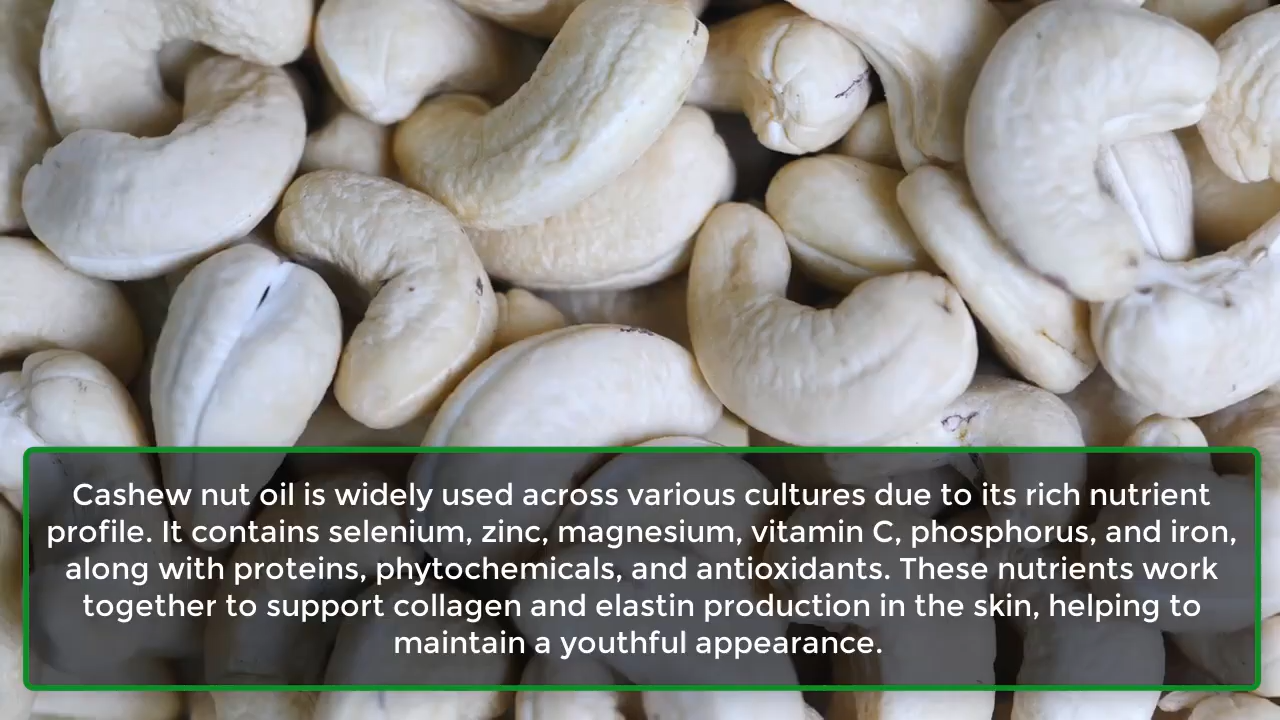 Cashew nut oil is widely used across various cultures due to its rich nutrient
profile. It contains selenium, zinc, magnesium, vitamin C, phosphorus, and iron,
along with proteins, phytochemicals, and antioxidants. These nutrients work
together to support collagen and elastin production in the skin, helping to
maintain a youthful appearance.